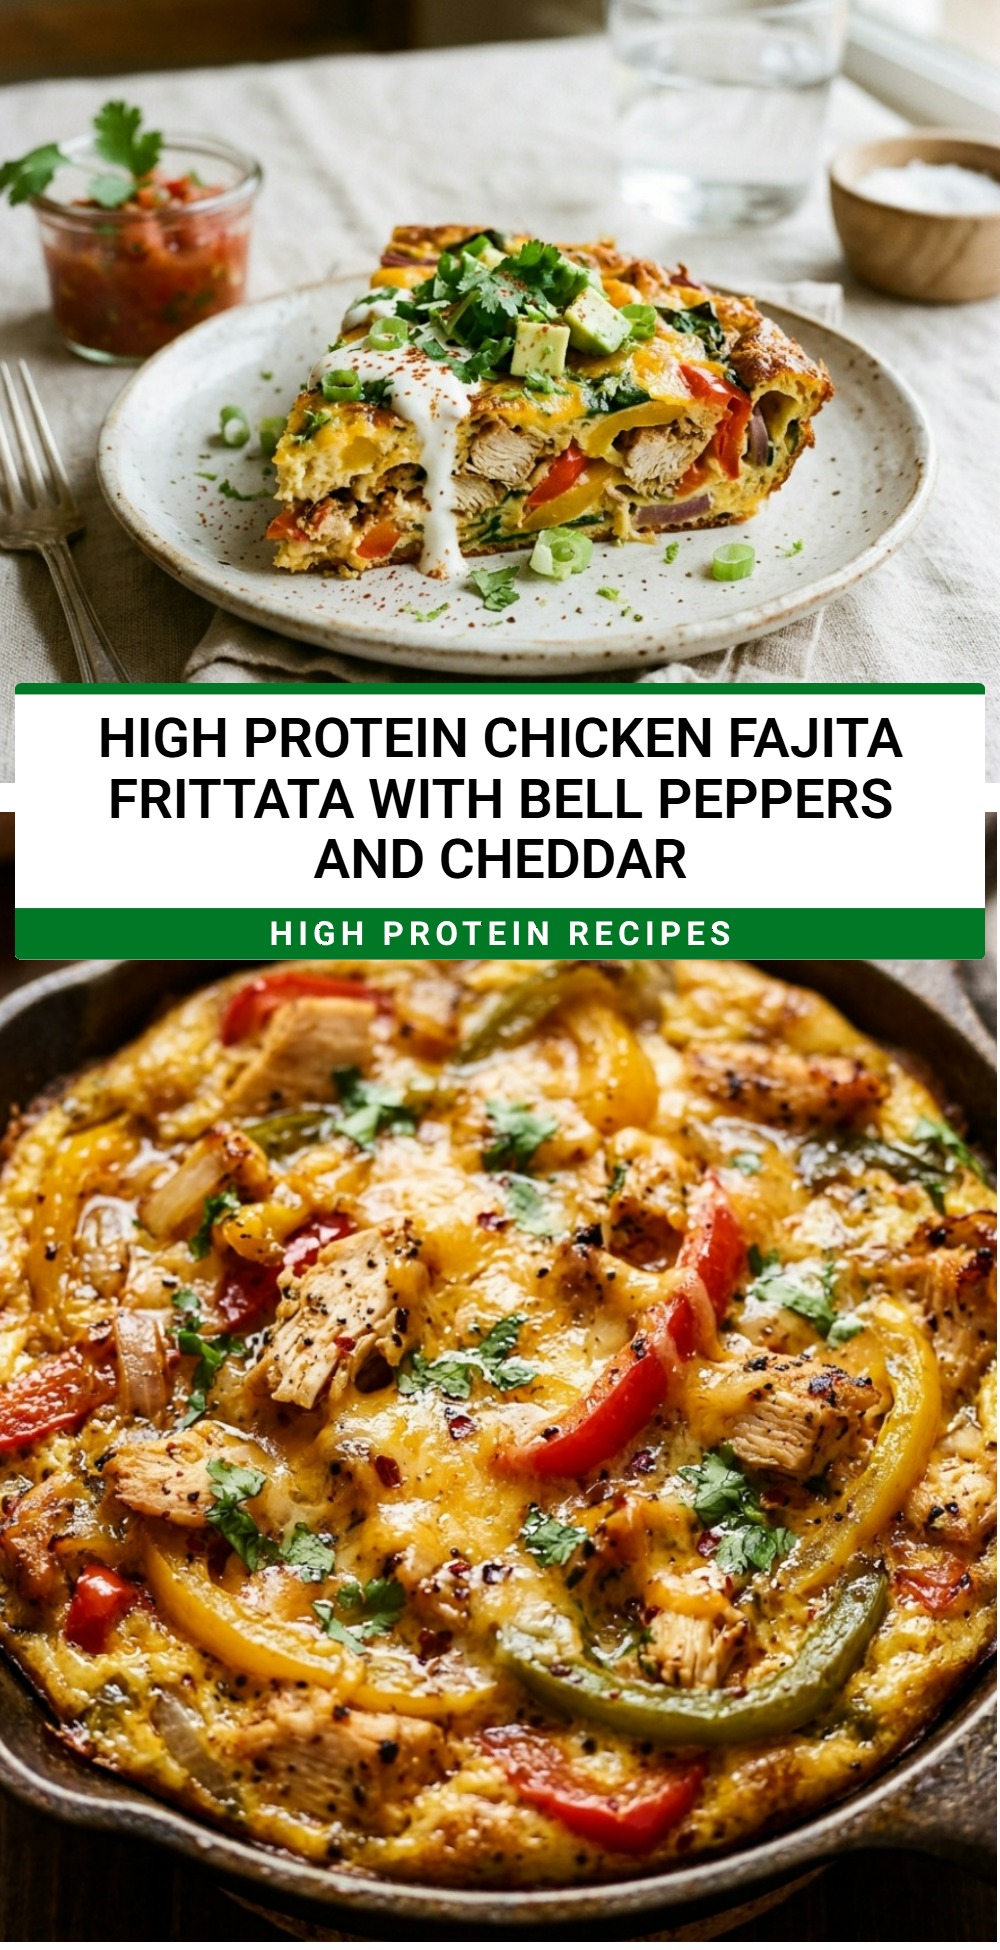 HIGH PROTEIN CHICKEN FAJITA
FRITTATA WITH BELL PEPPERS
AND CHEDDAR
HIGH PROTEIN RECIPES